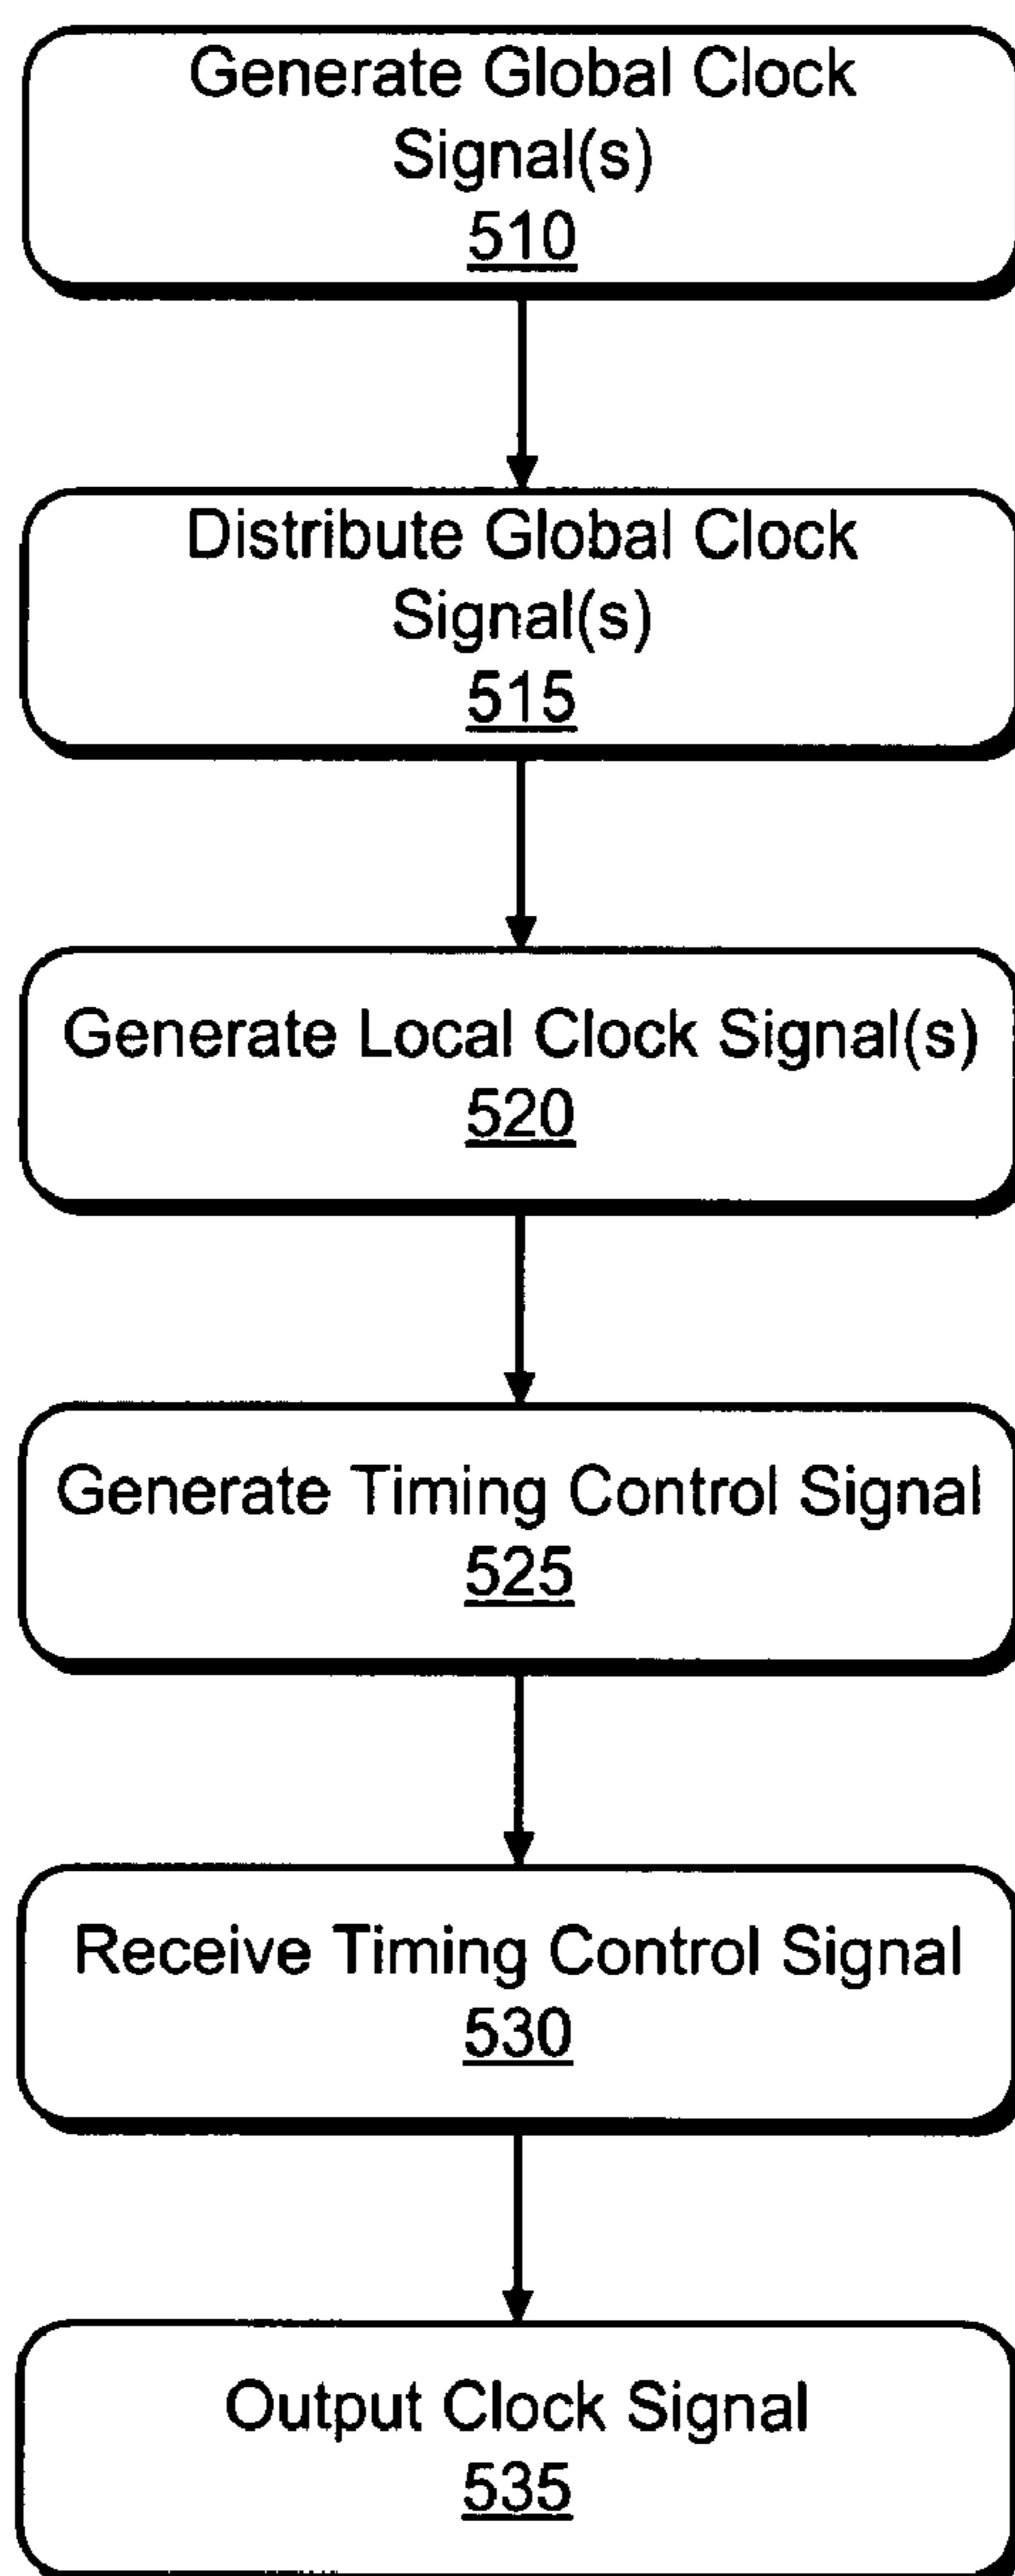 Generate Global Clock
Signal(s)
510
Distribute Global Clock
Signal(s)
515
Generate Local Clock Signal(s)
520
Generate Timing Control Signal
525
Receive Timing Control Signal
530
Output Clock Signal
535